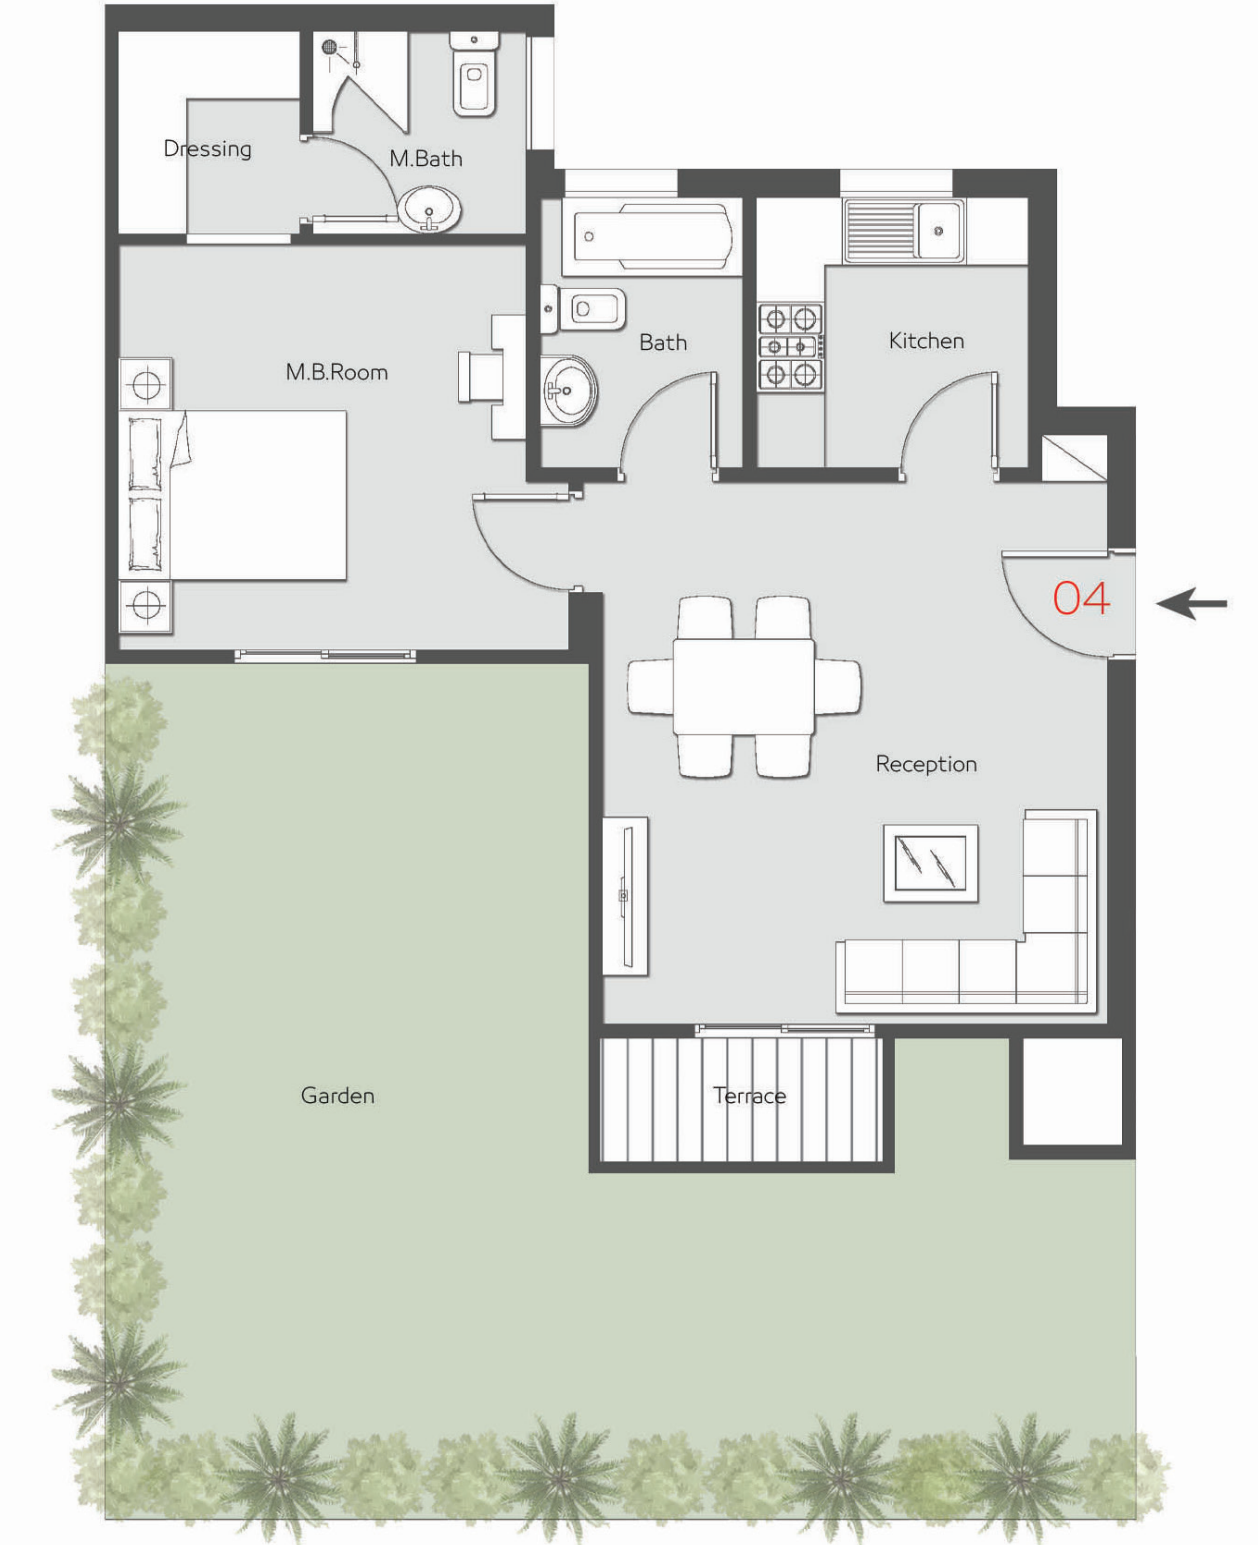 Dressing
M.Bath
Bath
Kitchen
M.B.Room
04
Reception
Garden
Terrace